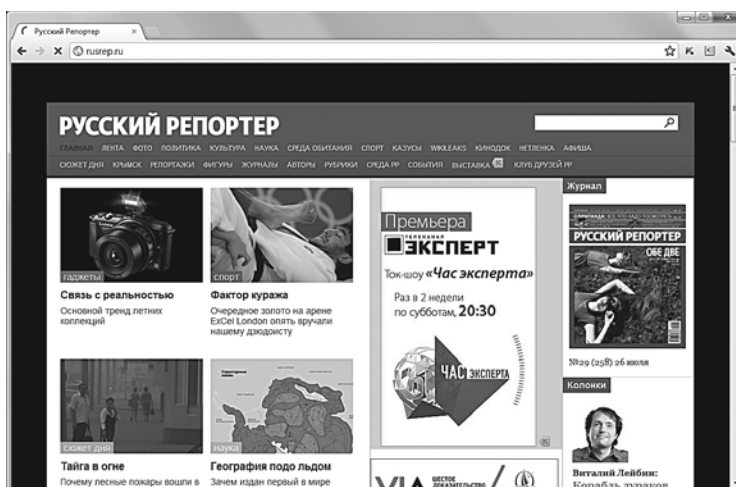 Русский Репортер
rusrep.ru
РУССКИЙ РЕПОРТЕР
ГЛАВНАЯ ЛЕНТА ФОТО ПОЛИТИКА КУЛЬТУРА НАУКА СРЕДА ОБИТАНИЯ СПОРТ КАЗУСЫ WIKILEAKS КИНОДОК НЕТЛЕНКА АФИША
СЮЖЕТ ДНЯ КРЫМСК РЕПОРТАЖИ ФИГУРЫ ЖУРНАЛЫ АВТОРЫ РУБРИКИ СРЕДА РР СОБЫТИЯ ВЫСТАВКА КЛУБ ДРУЗЕЙ РР
гаджеты
Связь с реальностью
Основной тренд летних
коллекций
спорт
Фактор куража
Очередное золото на арене
ExCel London опять вручали
нашему дзюдоисту
сюжет дня
Тайга в огне
Почему лесные пожары вошли в
наука
География подо льдом
Зачем издан первый в мире
Премьера
ТЕЛЕКАНАЛ
ЭКСПЕРТ
Ток-шоу «Час эксперта»
Раз в 2 недели
по субботам, 20:30
ЧАС ЭКСПЕРТА
ШЕСТОЕ
ДОКАЗАТЕЛЬСТВО
Журнал
РУССКИЙ РЕПОРТЕР
ОБЕ ДВЕ
№29 (258) 26 июля
Колонки
Виталий Лейбин:
Корабль дураков